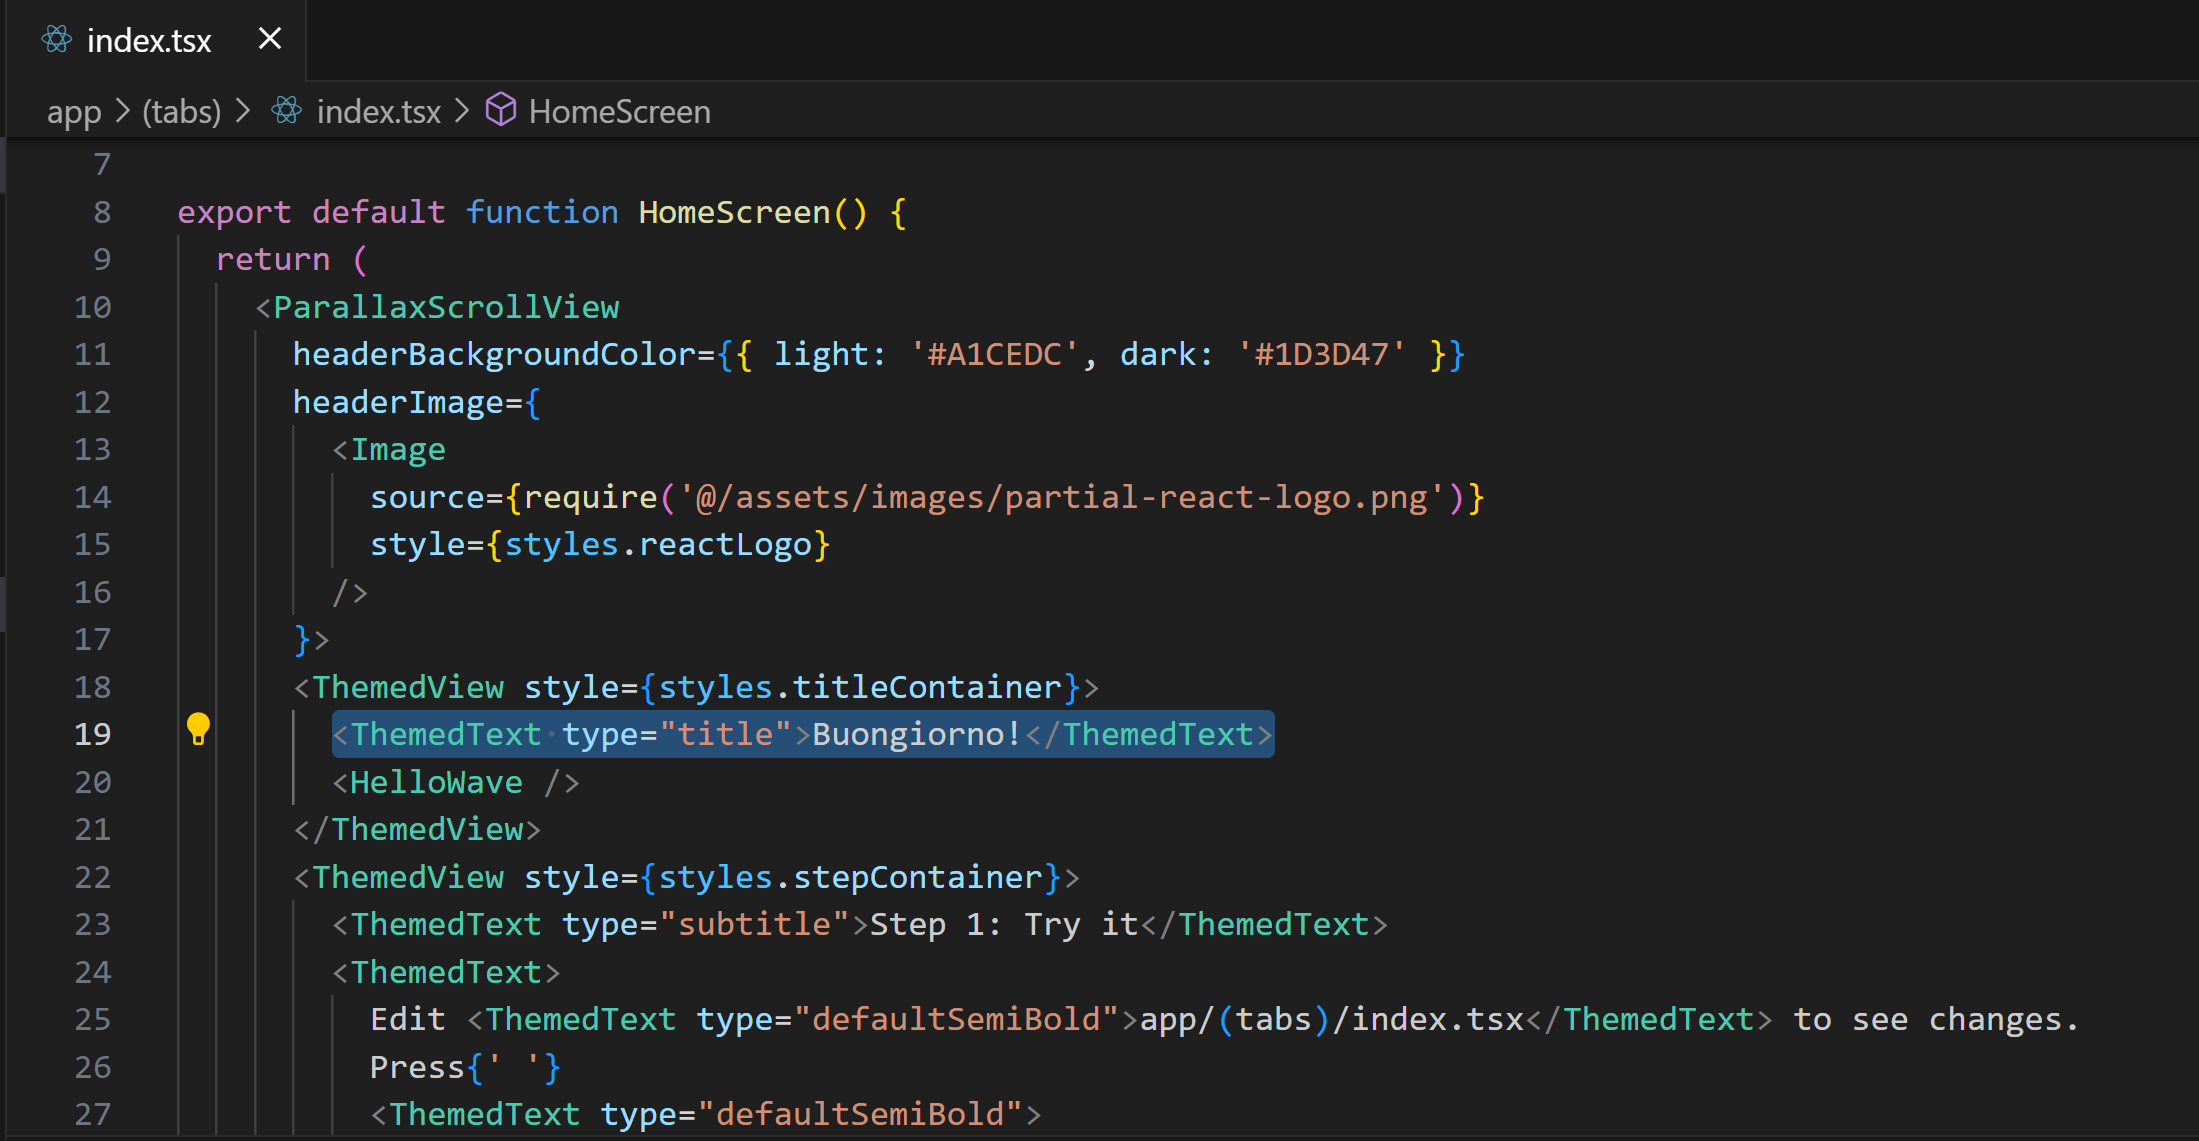 index.tsx
app > (tabs) > index.tsx > HomeScreen
7
8 export default function HomeScreen() {
9 return (
10 <ParallaxScrollView
11 headerBackgroundColor={{ light: '#A1CEDC', dark: '#1D3D47' }}
12 headerImage={
13 <Image
14 source={require('@/assets/images/partial-react-logo.png')}
15 style={styles.reactLogo}
16 />
17 }>
18 <ThemedView style={styles.titleContainer}>
19 <ThemedText type="title">Buongiorno!</ThemedText>
20 <HelloWave />
21 </ThemedView>
22 <ThemedView style={styles.stepContainer}>
23 <ThemedText type="subtitle">Step 1: Try it</ThemedText>
24 <ThemedText>
25 Edit <ThemedText type="defaultSemiBold">app/(tabs)/index.tsx</ThemedText> to see changes.
26 Press{' '}
27 <ThemedText type="defaultSemiBold">